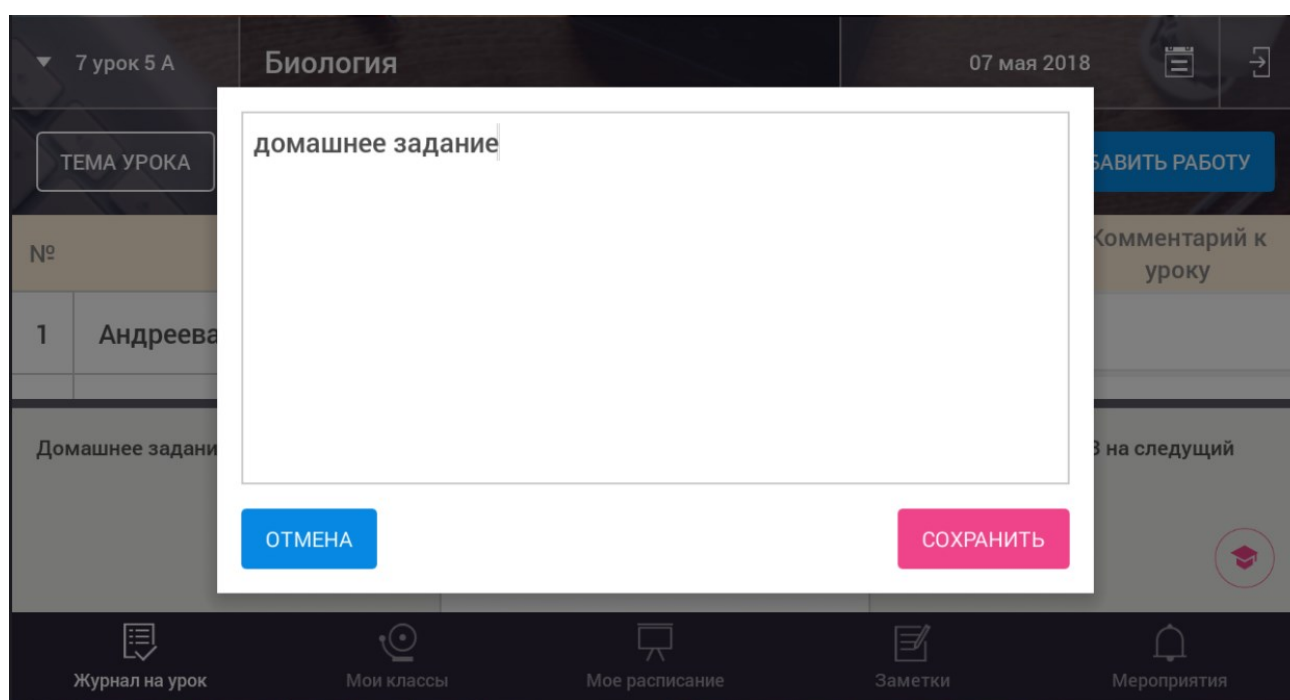 7 урок 5 А
Биология
07 мая 2018
ТЕМА УРОКА
домашнее задание
БАВИТЬ РАБОТУ
№
Комментарий к
уроку
1 Андреева
Домашнее задани
З на следущий
ОТМЕНА
СОХРАНИТЬ
Журнал на урок
Мои классы
Мое расписание
Заметки
Мероприятия